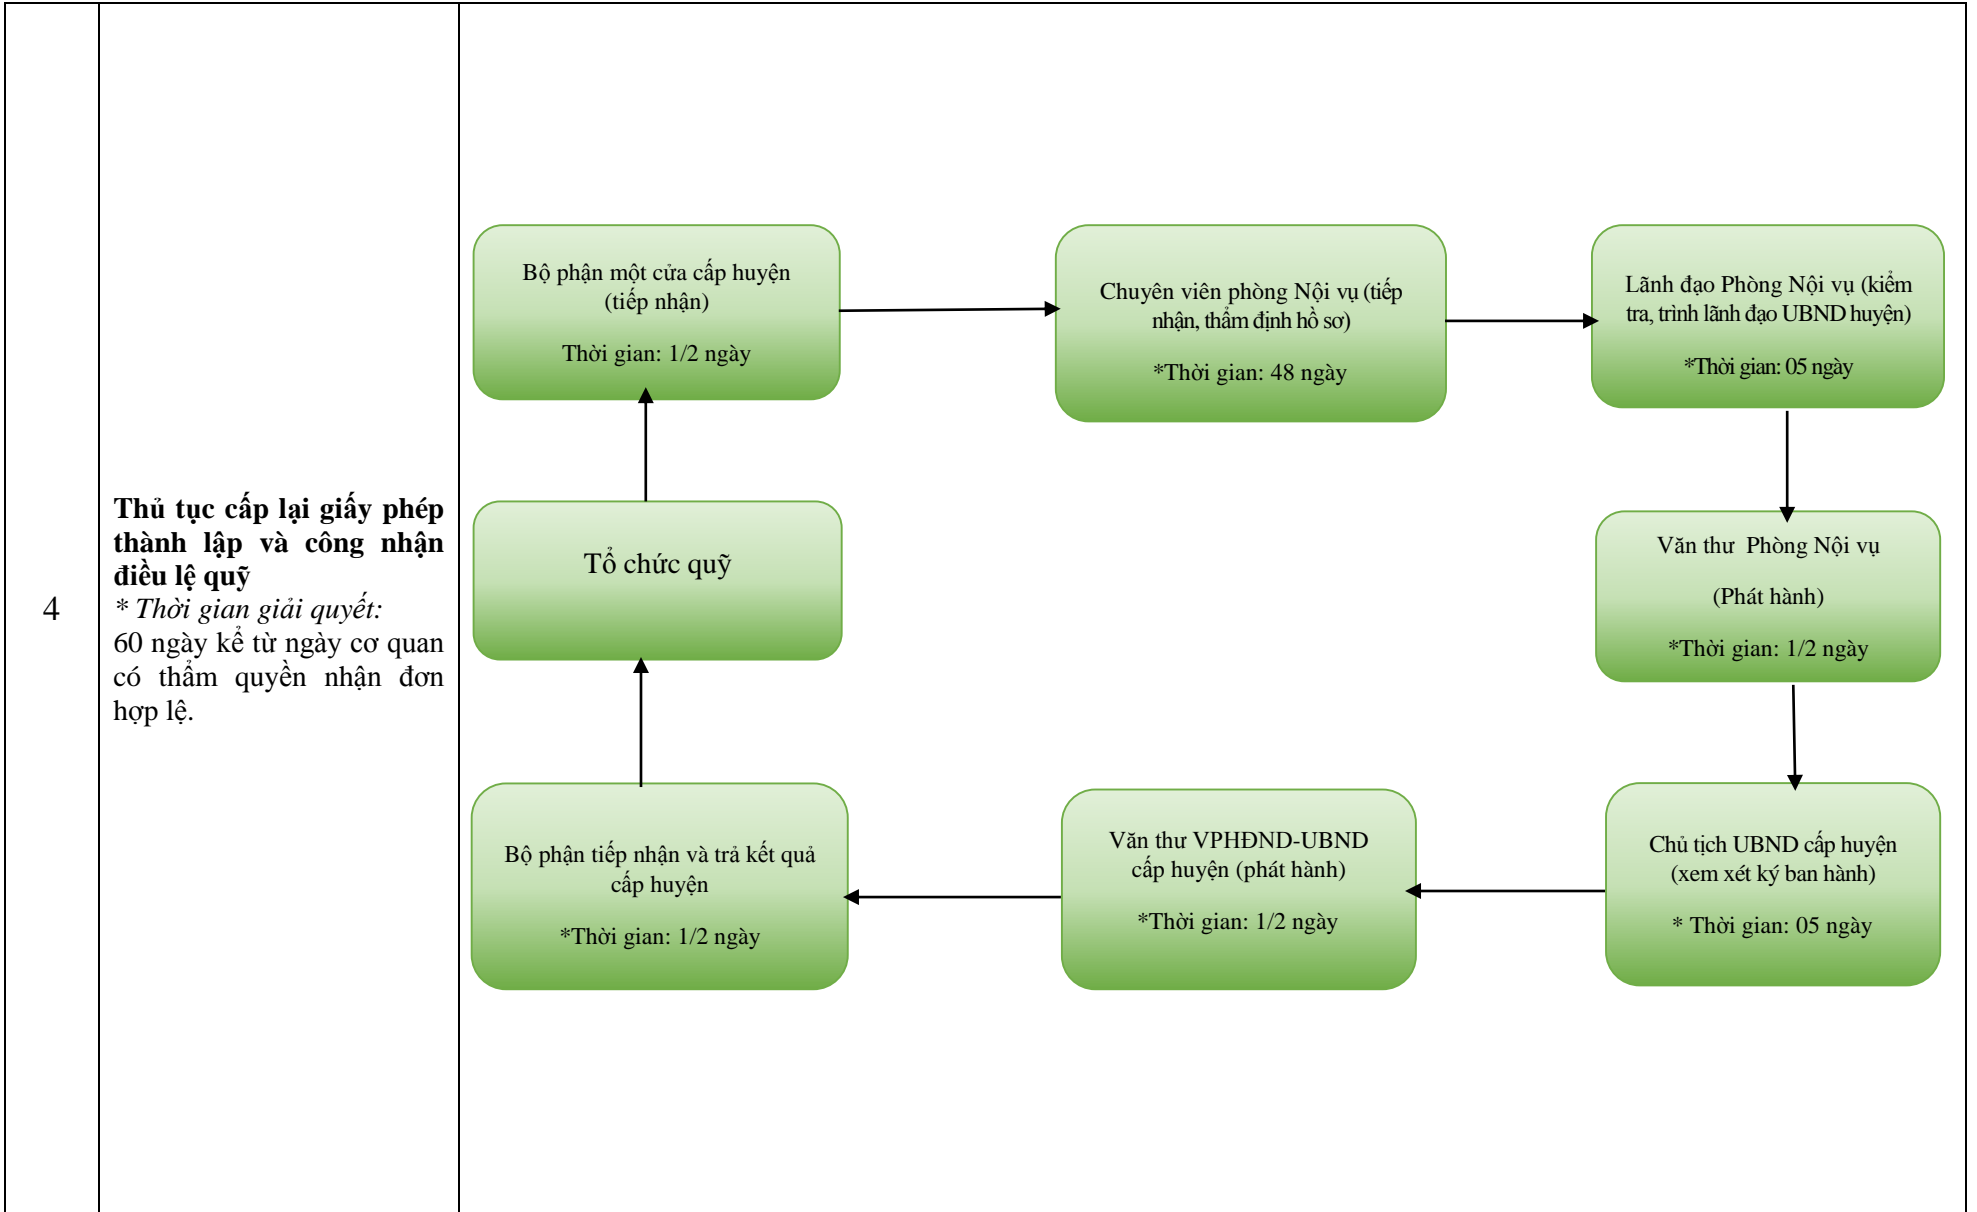 4
Thủ tục cấp lại giấy phép
thành lập và công nhận
điều lệ quỹ
* Thời gian giải quyết:
60 ngày kể từ ngày cơ quan
có thẩm quyền nhận đơn
hợp lệ.
Bộ phận một cửa cấp huyện
(tiếp nhận)
Thời gian: 1/2 ngày
Chuyên viên phòng Nội vụ (tiếp
nhận, thẩm định hồ sơ)
*Thời gian: 48 ngày
Lãnh đạo Phòng Nội vụ (kiểm
tra, trình lãnh đạo UBND huyện)
*Thời gian: 05 ngày
Tổ chức quỹ
Văn thư Phòng Nội vụ
(Phát hành)
*Thời gian: 1/2 ngày
Bộ phận tiếp nhận và trả kết quả
cấp huyện
*Thời gian: 1/2 ngày
Văn thư VPHĐND-UBND
cấp huyện (phát hành)
*Thời gian: 1/2 ngày
Chủ tịch UBND cấp huyện
(xem xét ký ban hành)
* Thời gian: 05 ngày